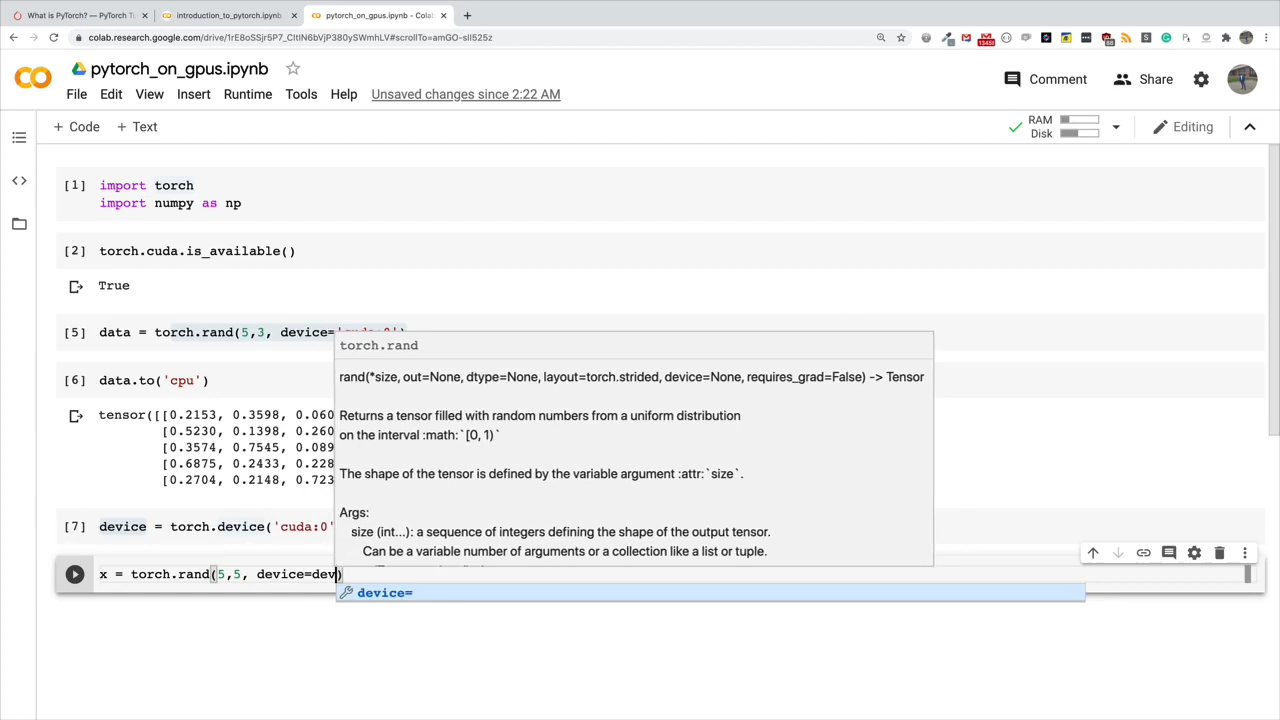 What is PyTorch? — PyTorch Tu
introduction_to_pytorch.ipynb
pytorch_on_gpus.ipynb - Colab
colab.research.google.com/drive/1rE8oSSjr5P7_CItIN6bVjP380ySWmhLV#scrollTo=amGO-sII525z
pytorch_on_gpus.ipynb
Comment
Share
File Edit View Insert Runtime Tools Help Unsaved changes since 2:22 AM
+ Code + Text
RAM
Disk
Editing
[1] import torch
import numpy as np
[2] torch.cuda.is_available()
True
[5] data = torch.rand(5,3, device='cuda:0')
torch.rand
[6] data.to('cpu')
rand(*size, out=None, dtype=None, layout=torch.strided, device=None, requires_grad=False) -> Tensor
tensor([[0.2153, 0.3598, 0.060
[0.5230, 0.1398, 0.260
[0.3574, 0.7545, 0.089
[0.6875, 0.2433, 0.228
[0.2704, 0.2148, 0.723
Returns a tensor filled with random numbers from a uniform distribution
on the interval :math:`[0, 1)`
The shape of the tensor is defined by the variable argument :attr:`size`.
Args:
size (int...): a sequence of integers defining the shape of the output tensor.
Can be a variable number of arguments or a collection like a list or tuple.
[7] device = torch.device('cuda:0'
x = torch.rand(5,5, device=dev)
device=